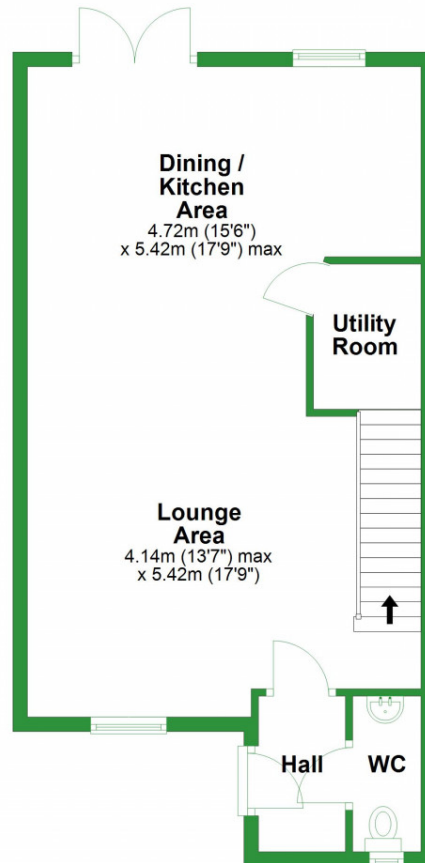 Dining /
Kitchen
Area
4.72m (15'6")
x 5.42m (17'9") max
Utility
Room
Lounge
Area
4.14m (13'7") max
x 5.42m (17'9")
Hall
WC